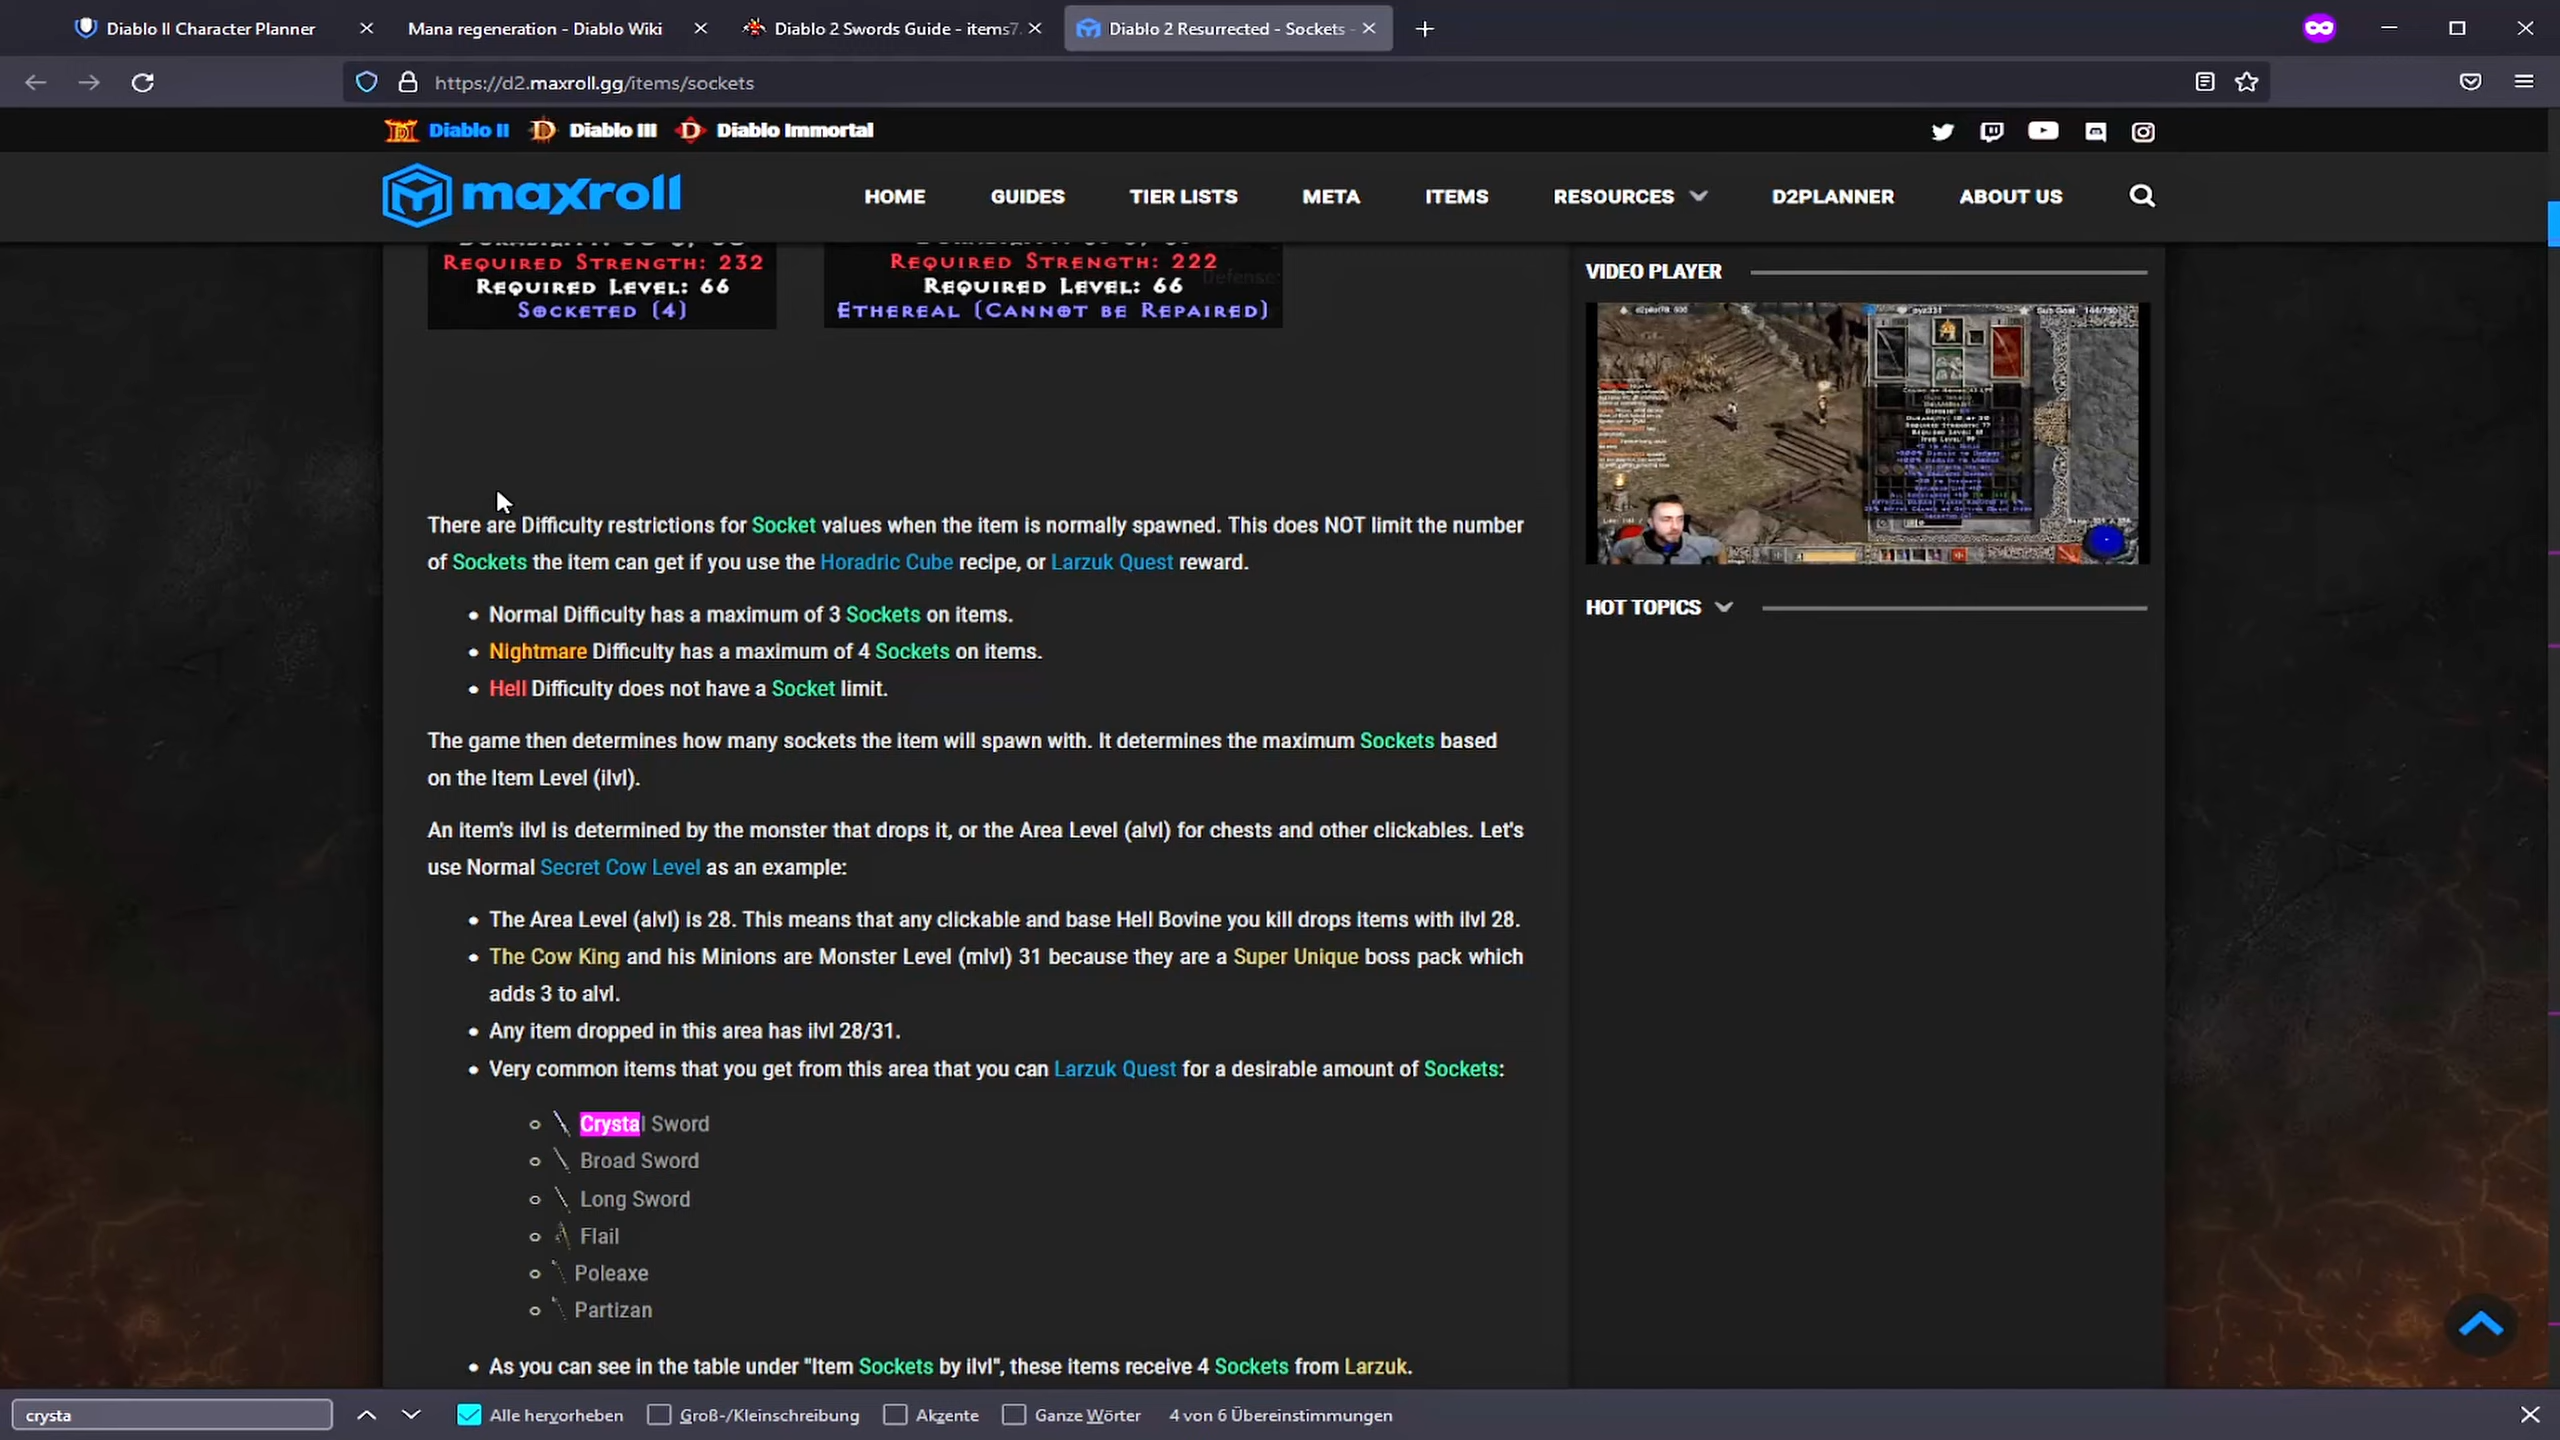 Diablo II Character Planner
Mana regeneration - Diablo Wiki
Diablo 2 Swords Guide - items7.
Diablo 2 Resurrected - Sockets -
https://d2.maxroll.gg/items/sockets
Diablo II
Diablo III
Diablo Immortal
maxroll
HOME
GUIDES
TIER LISTS
META
ITEMS
RESOURCES
D2PLANNER
ABOUT US
Required Strength: 232
Required Level: 66
Socketed (4)
Required Strength: 222
Defense:
Required Level: 66
Ethereal (Cannot be Repaired)
VIDEO PLAYER
HOT TOPICS
There are Difficulty restrictions for Socket values when the item is normally spawned. This does NOT limit the number
of Sockets the item can get if you use the Horadric Cube recipe, or Larzuk Quest reward.
• Normal Difficulty has a maximum of 3 Sockets on items.
• Nightmare Difficulty has a maximum of 4 Sockets on items.
• Hell Difficulty does not have a Socket limit.
The game then determines how many sockets the item will spawn with. It determines the maximum Sockets based
on the Item Level (ilvl).
An item's ilvl is determined by the monster that drops it, or the Area Level (alvl) for chests and other clickables. Let's
use Normal Secret Cow Level as an example:
• The Area Level (alvl) is 28. This means that any clickable and base Hell Bovine you kill drops items with ilvl 28.
• The Cow King and his Minions are Monster Level (mlvl) 31 because they are a Super Unique boss pack which
adds 3 to alvl.
• Any item dropped in this area has ilvl 28/31.
• Very common items that you get from this area that you can Larzuk Quest for a desirable amount of Sockets:
Crystal Sword
Broad Sword
Long Sword
Flail
Poleaxe
Partizan
• As you can see in the table under "Item Sockets by ilvl", these items receive 4 Sockets from Larzuk.
crysta
Alle hervorheben
Groß-/Kleinschreibung
Akzente
Ganze Wörter
4 von 6 Übereinstimmungen